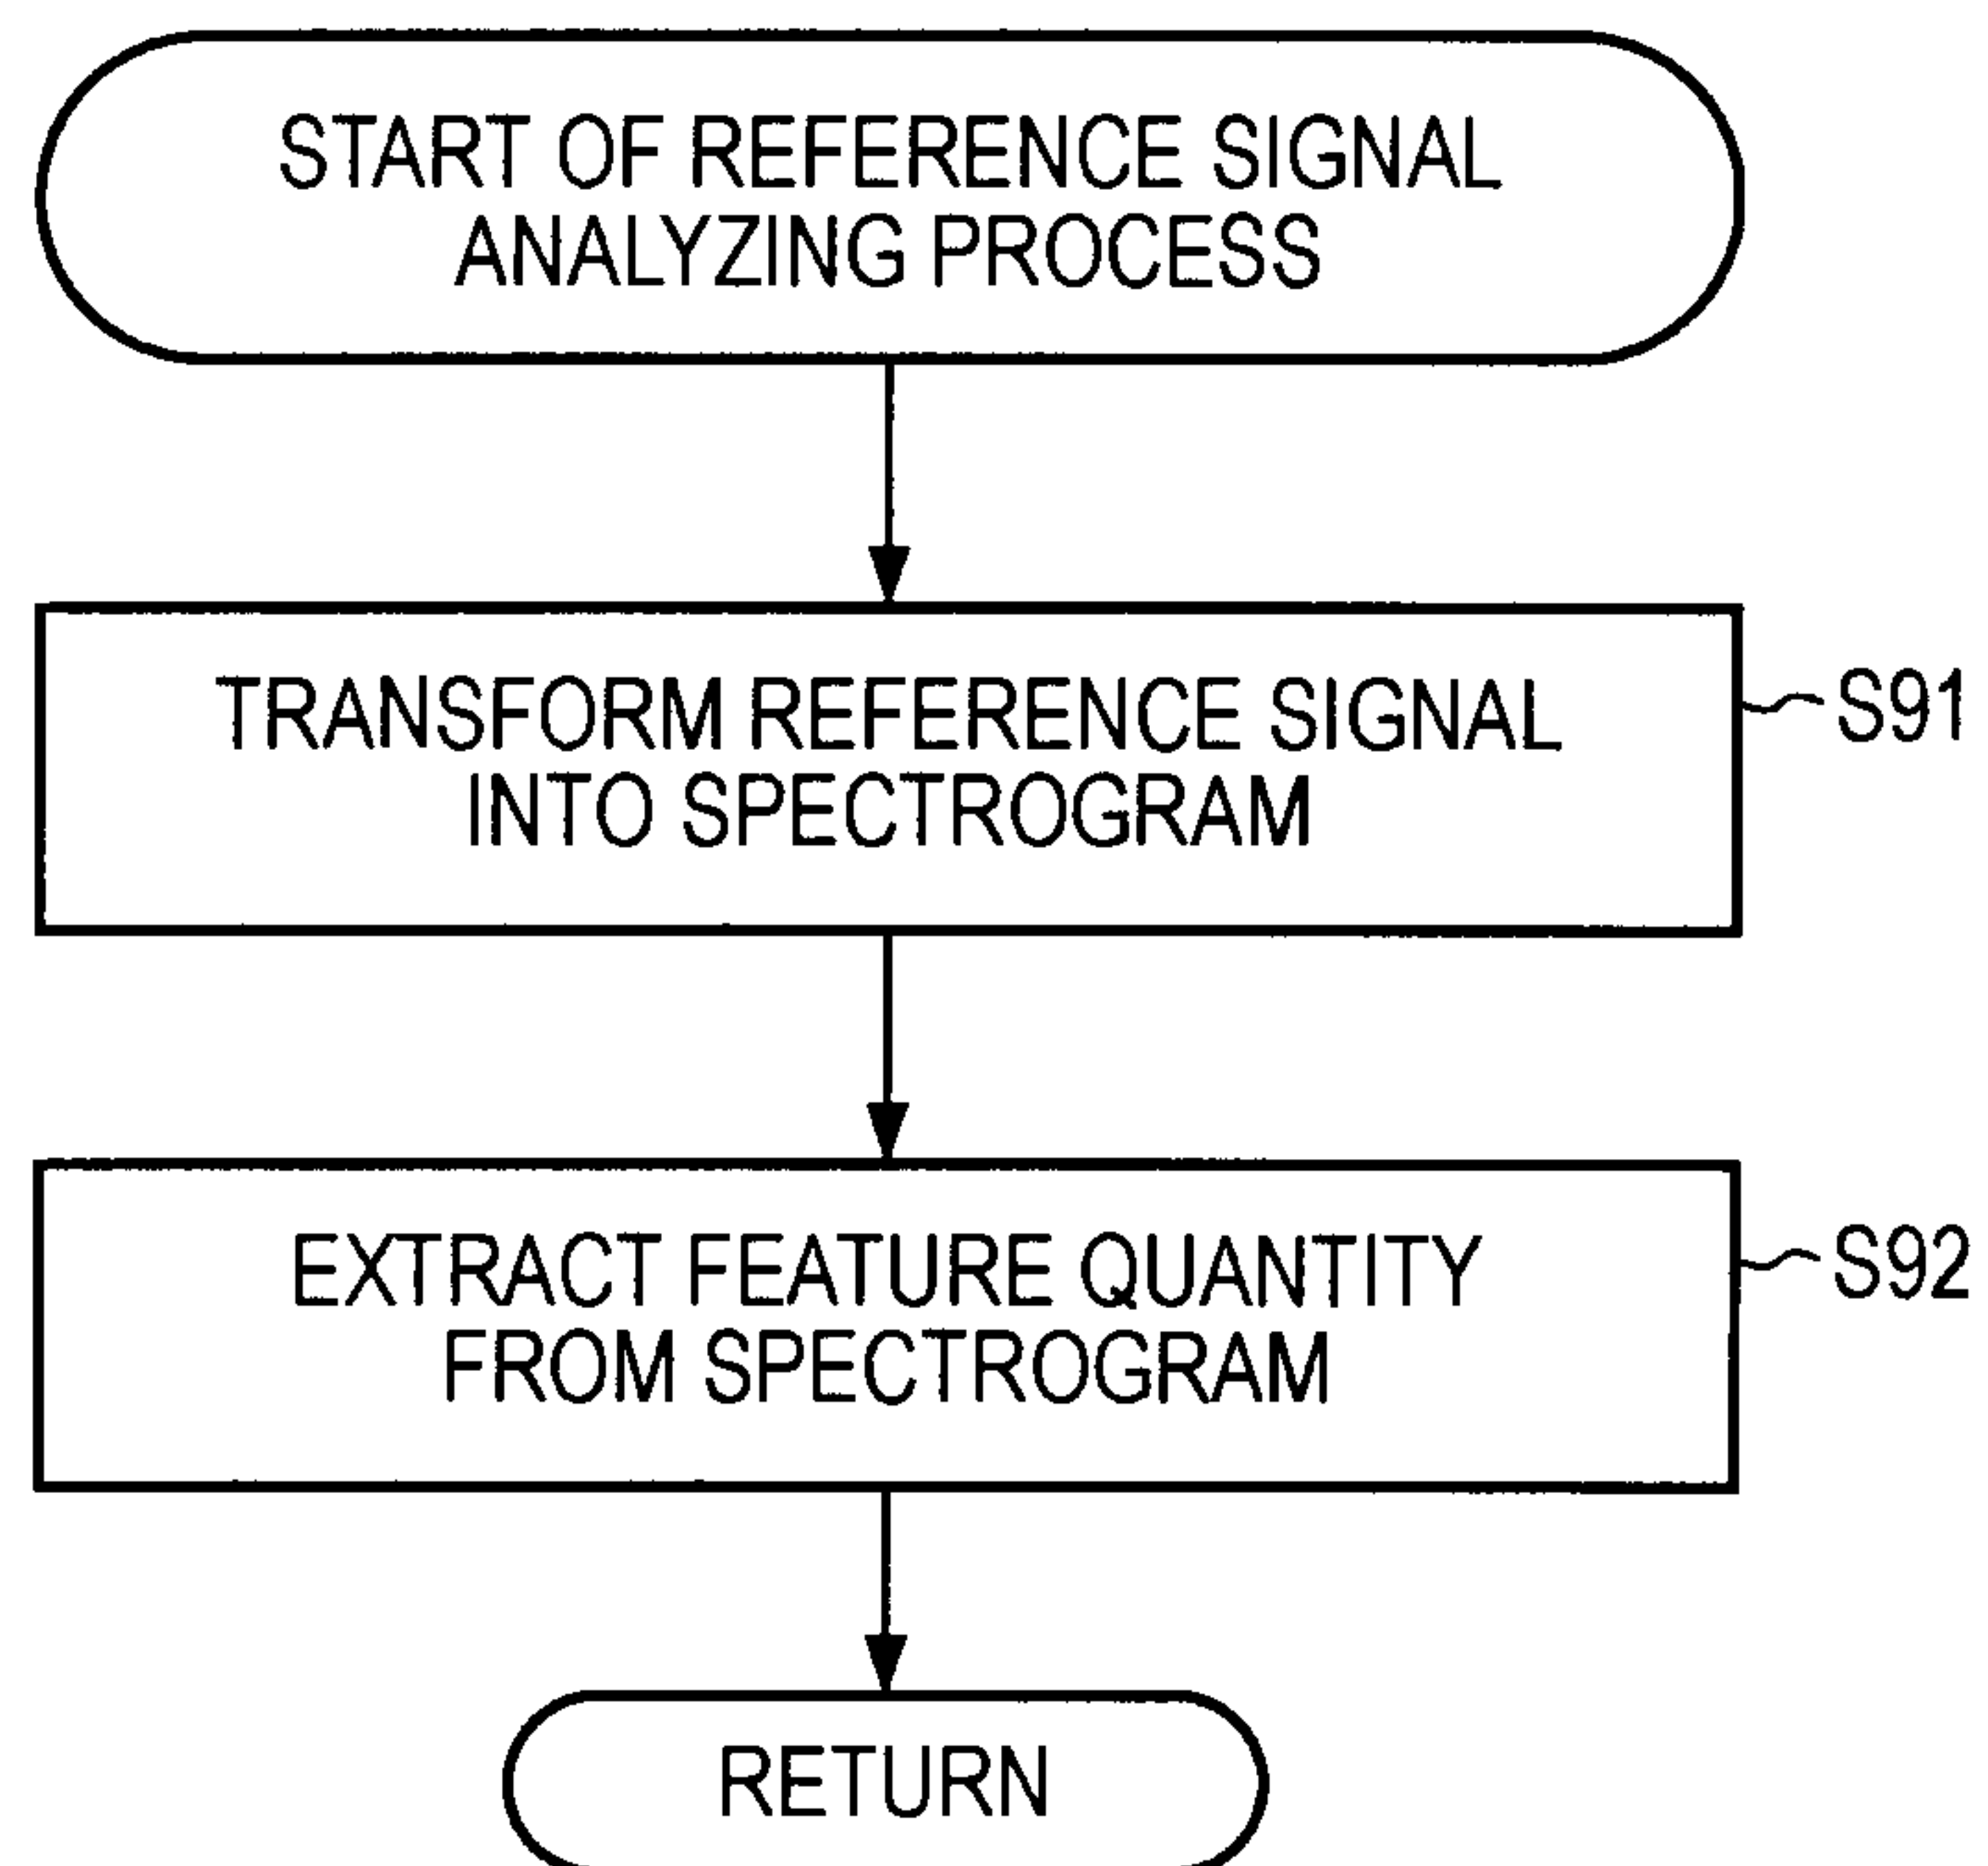 START OF REFERENCE SIGNAL
ANALYZING PROCESS
TRANSFORM REFERENCE SIGNAL
INTO SPECTROGRAM
S91
EXTRACT FEATURE QUANTITY
FROM SPECTROGRAM
S92
RETURN